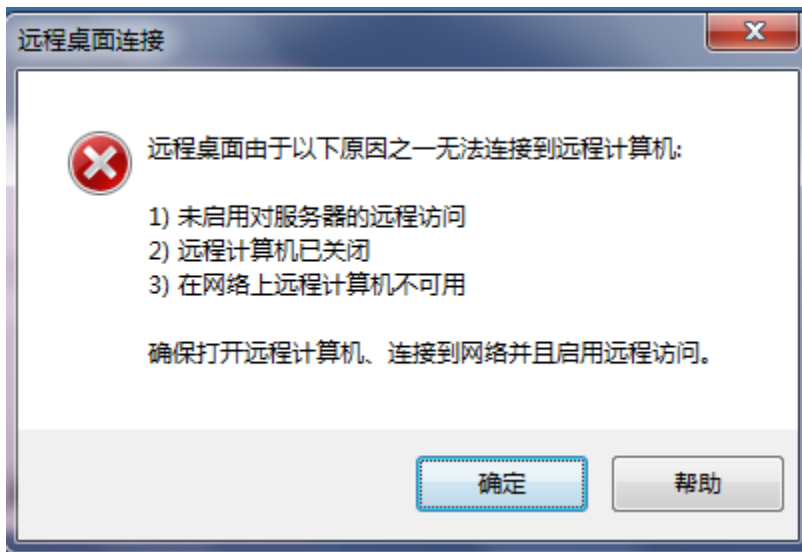 远程桌面连接
远程桌面由于以下原因之一无法连接到远程计算机:
1) 未启用对服务器的远程访问
2) 远程计算机已关闭
3) 在网络上远程计算机不可用
确保打开远程计算机、连接到网络并且启用远程访问。
确定
帮助